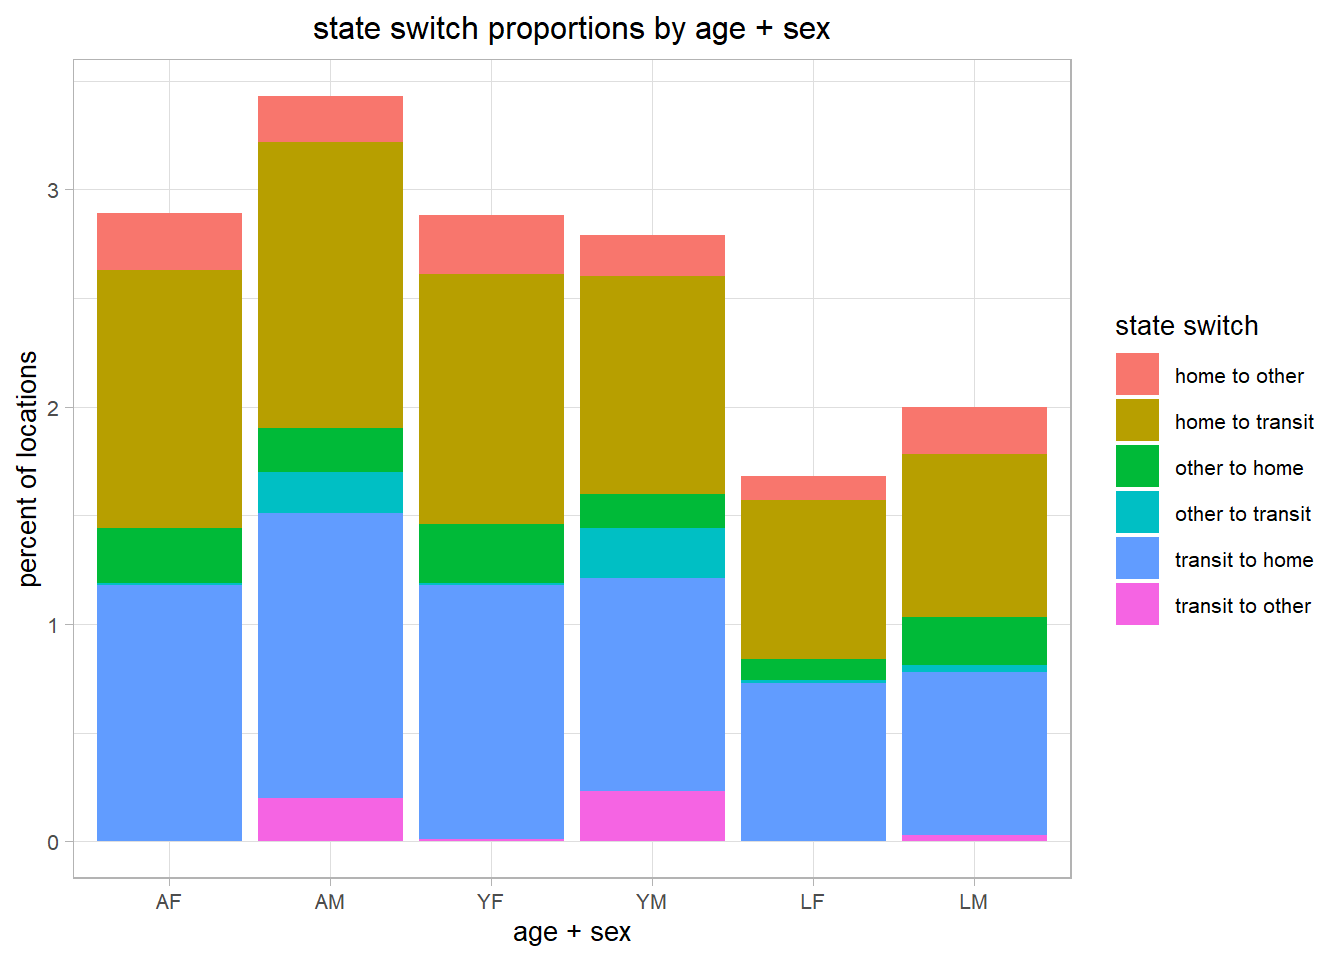 state switch proportions by age + sex
percent of locations
3
2
1
0
AF AM YF YM LF LM
age + sex
state switch
home to other
home to transit
other to home
other to transit
transit to home
transit to other